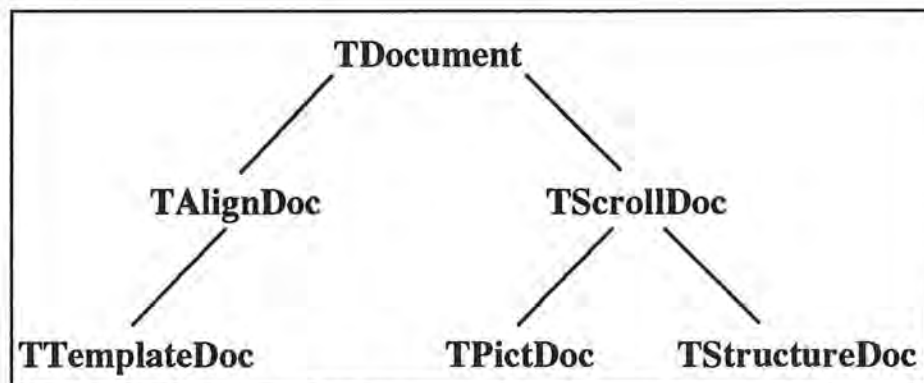 TDocument
TAlignDoc TScrollDoc
TTemplateDoc TPictDoc TStructureDoc